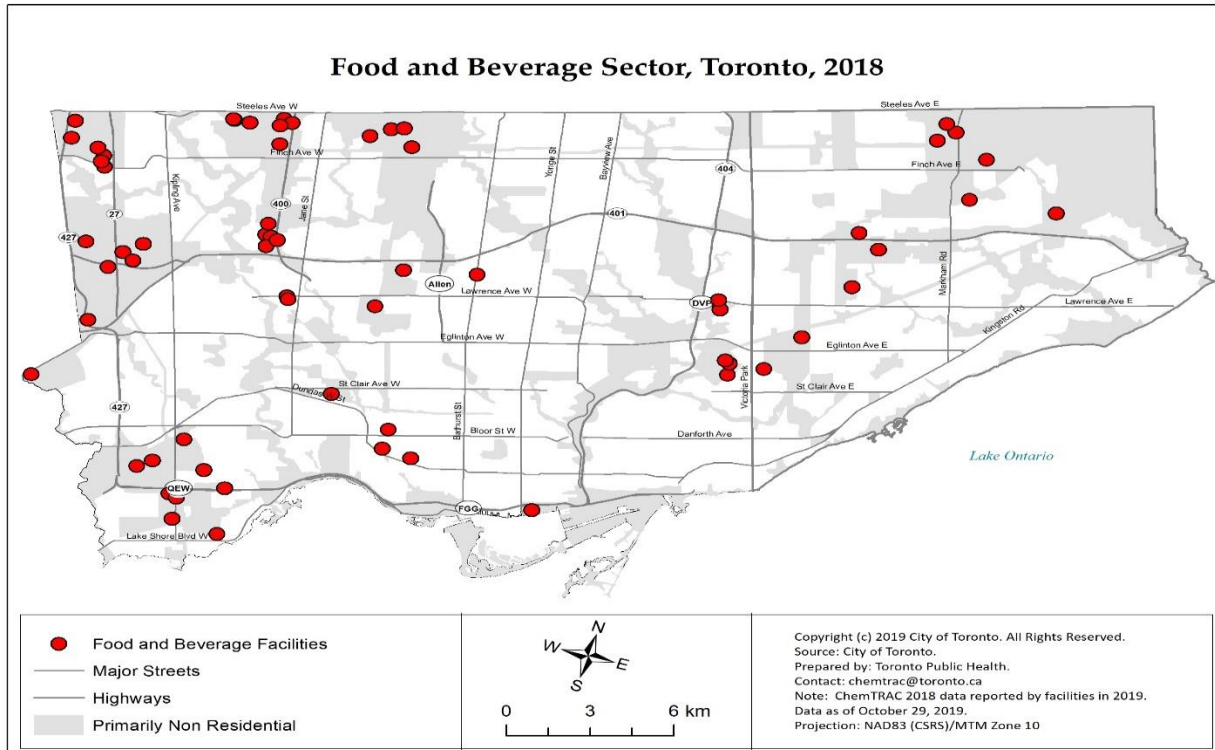 Food and Beverage Sector, Toronto, 2018
Steeles Ave W
Steeles Ave E
Finch Ave W
Finch Ave E
Kipling Ave
Jane St
Yonge St
Bayview Ave
404
27
400
401
427
Allen
Markham Rd
Lawrence Ave W
DVP
Lawrence Ave E
Kingston Rd
Eglinton Ave W
Eglinton Ave E
St Clair Ave W
St Clair Ave E
Victoria Park
427
Bathurst St
Bloor St W
Danforth Ave
Lake Ontario
QEW
FGG
Lake Shore Blvd W
Food and Beverage Facilities
Major Streets
Highways
Primarily Non Residential
N
W
E
S
0 3 6 km
Copyright (c) 2019 City of Toronto. All Rights Reserved.
Source: City of Toronto.
Prepared by: Toronto Public Health.
Contact: chemtrac@toronto.ca
Note: ChemTRAC 2018 data reported by facilities in 2019.
Data as of October 29, 2019.
Projection: NAD83 (CSRS)/MTM Zone 10